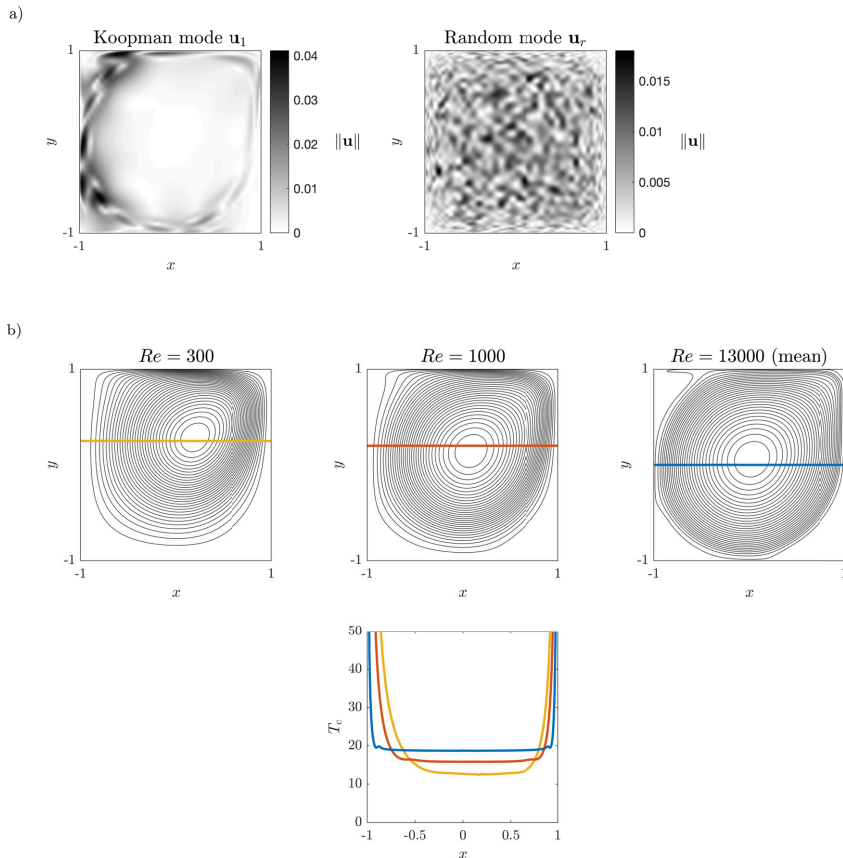 a)
Koopman mode u₁
Random mode uᵣ
1
-1
y
-1
1
x
0.04
0.03
0.02
0.01
0
‖u‖
1
-1
y
-1
1
x
0.015
0.01
0.005
0
‖u‖
b)
Re = 300
Re = 1000
Re = 13000 (mean)
1
-1
y
-1
1
x
1
-1
y
-1
1
x
1
-1
y
-1
1
x
50
40
30
20
10
0
T_c
-1
-0.5
0
0.5
1
x